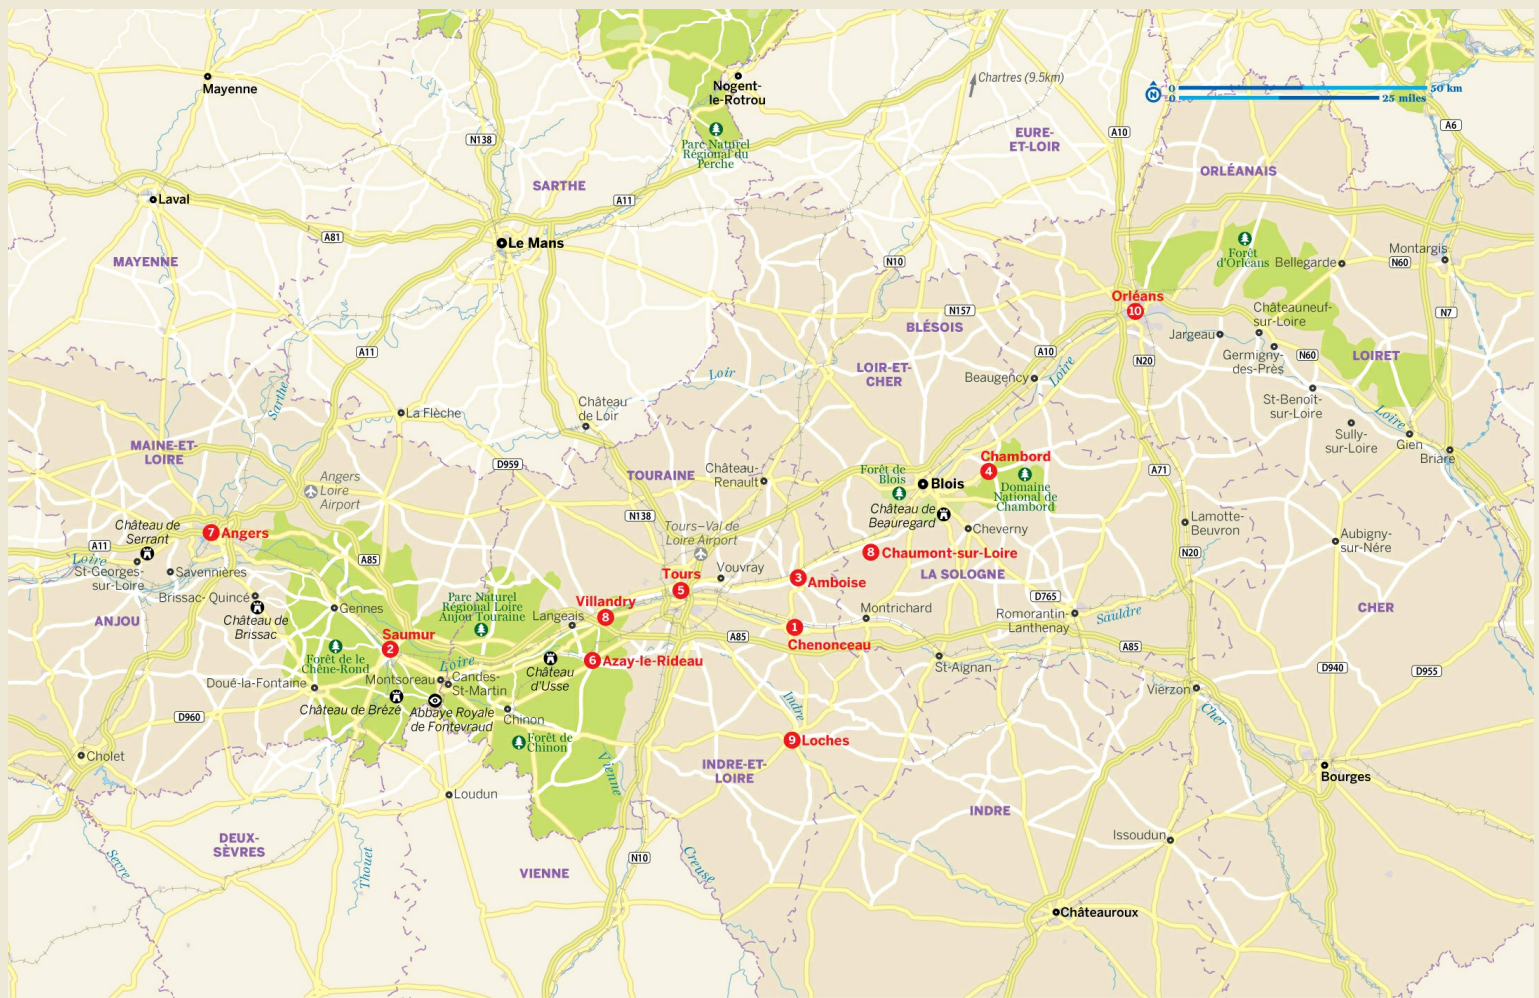 Chartres (9.5km)
Mayenne
Nogent-
le-Rotrou
0
50 km
0
25 miles
N
A6
A10
EURE-
ET-LOIR
N138
Parc Naturel
Régional du
Perche
ORLÉANAIS
SARTHE
A11
Laval
A81
Le Mans
Forêt
d'Orléans
Bellegarde
Montargis
N60
MAYENNE
N10
Orléans
10
N157
Châteauneuf-
sur-Loire
N7
BLÉSOIS
Jargeau
A11
A10
N20
Germigny-
des-Près
N60
LOIRET
Loir
LOIR-ET-
CHER
Loire
Beaugency
Sarthe
Château
de Loir
La Flèche
St-Benoît-
sur-Loire
Loire
Sully-
sur-Loire
Gien
Briare
MAINE-ET-
LOIRE
D959
TOURAINE
Château-
Renault
Forêt de
Blois
Blois
Chambord
4
A71
Domaine
National de
Chambord
Angers
Loire
Airport
Château de
Beauregard
N138
Tours–Val de
Loire Airport
Cheverny
Lamotte-
Beuvron
Aubigny-
sur-Nére
Château de
Serrant
7
Angers
A11
Loire
A85
8
Chaumont-sur-Loire
N20
St-Georges-
sur-Loire
Savennières
Tours
5
Vouvray
3
Amboise
LA SOLOGNE
Brissac-Quincé
Gennes
Parc Naturel
Régional Loire
Anjou Touraine
Langeais
Villandry
8
D765
Montrichard
Romorantin-
Lanthenay
Sauldre
CHER
ANJOU
Château de
Brissac
Saumur
2
A85
1
Chenonceau
A85
Forêt de le
Chêne-Rond
Loire
6
Azay-le-Rideau
St-Aignan
D940
D955
Doué-la-Fontaine
Montsoreau
Candes-
St-Martin
Château
d'Usse
Vierzon
Château de Brézé
Abbaye Royale
de Fontevraud
Chinon
Indre
Cher
D960
Forêt de
Chinon
9
Loches
Cholet
Vienne
INDRE-ET-
LOIRE
Bourges
Loudun
INDRE
DEUX-
SÈVRES
Issoudun
Sevre
Thouet
N10
Creuse
VIENNE
Châteauroux